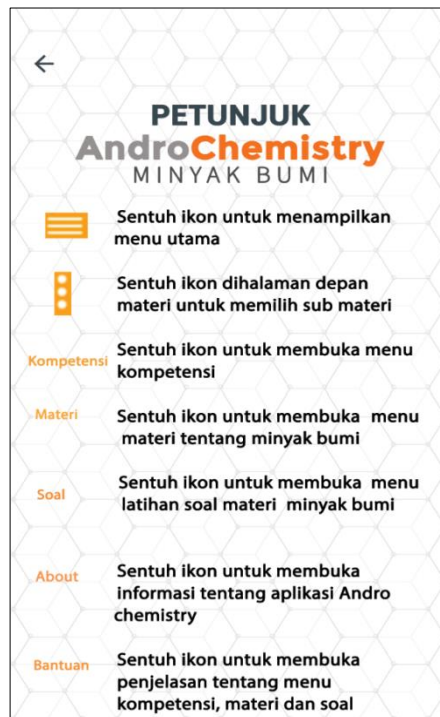 PETUNJUK
AndroChemistry
MINYAK BUMI
Sentuh ikon untuk menampilkan
menu utama
Sentuh ikon dihalaman depan
materi untuk memilih sub materi
Kompetensi
Sentuh ikon untuk membuka menu
kompetensi
Materi
Sentuh ikon untuk membuka menu
materi tentang minyak bumi
Soal
Sentuh ikon untuk membuka menu
latihan soal materi minyak bumi
About
Sentuh ikon untuk membuka
informasi tentang aplikasi Andro
chemistry
Bantuan
Sentuh ikon untuk membuka
penjelasan tentang menu
kompetensi, materi dan soal